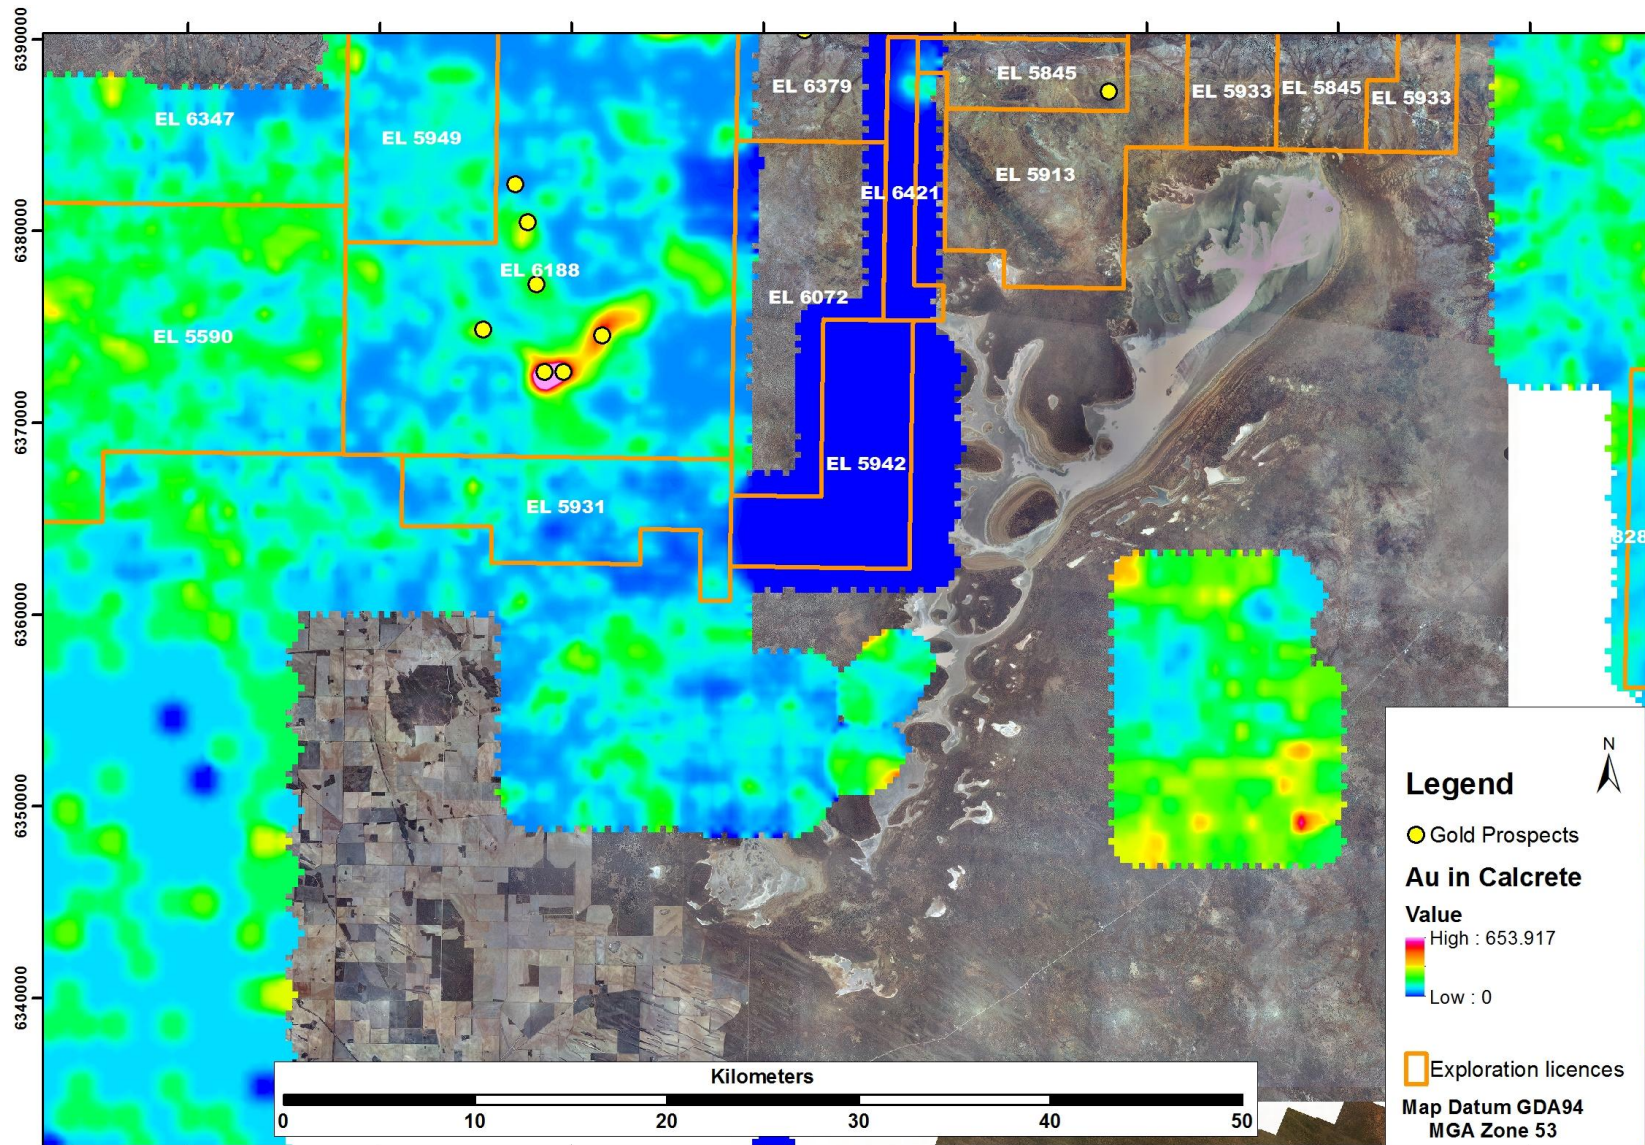 6390000
6380000
6370000
6360000
6350000
6340000
EL 6347
EL 5949
EL 6379
EL 5845
EL 5933
EL 5845
EL 5933
EL 6421
EL 5913
EL 6188
EL 6072
EL 5590
EL 5942
EL 5931
828
Legend
N
Gold Prospects
Au in Calcrete
Value
High : 653.917
Low : 0
Exploration licences
Map Datum GDA94
MGA Zone 53
Kilometers
0 10 20 30 40 50